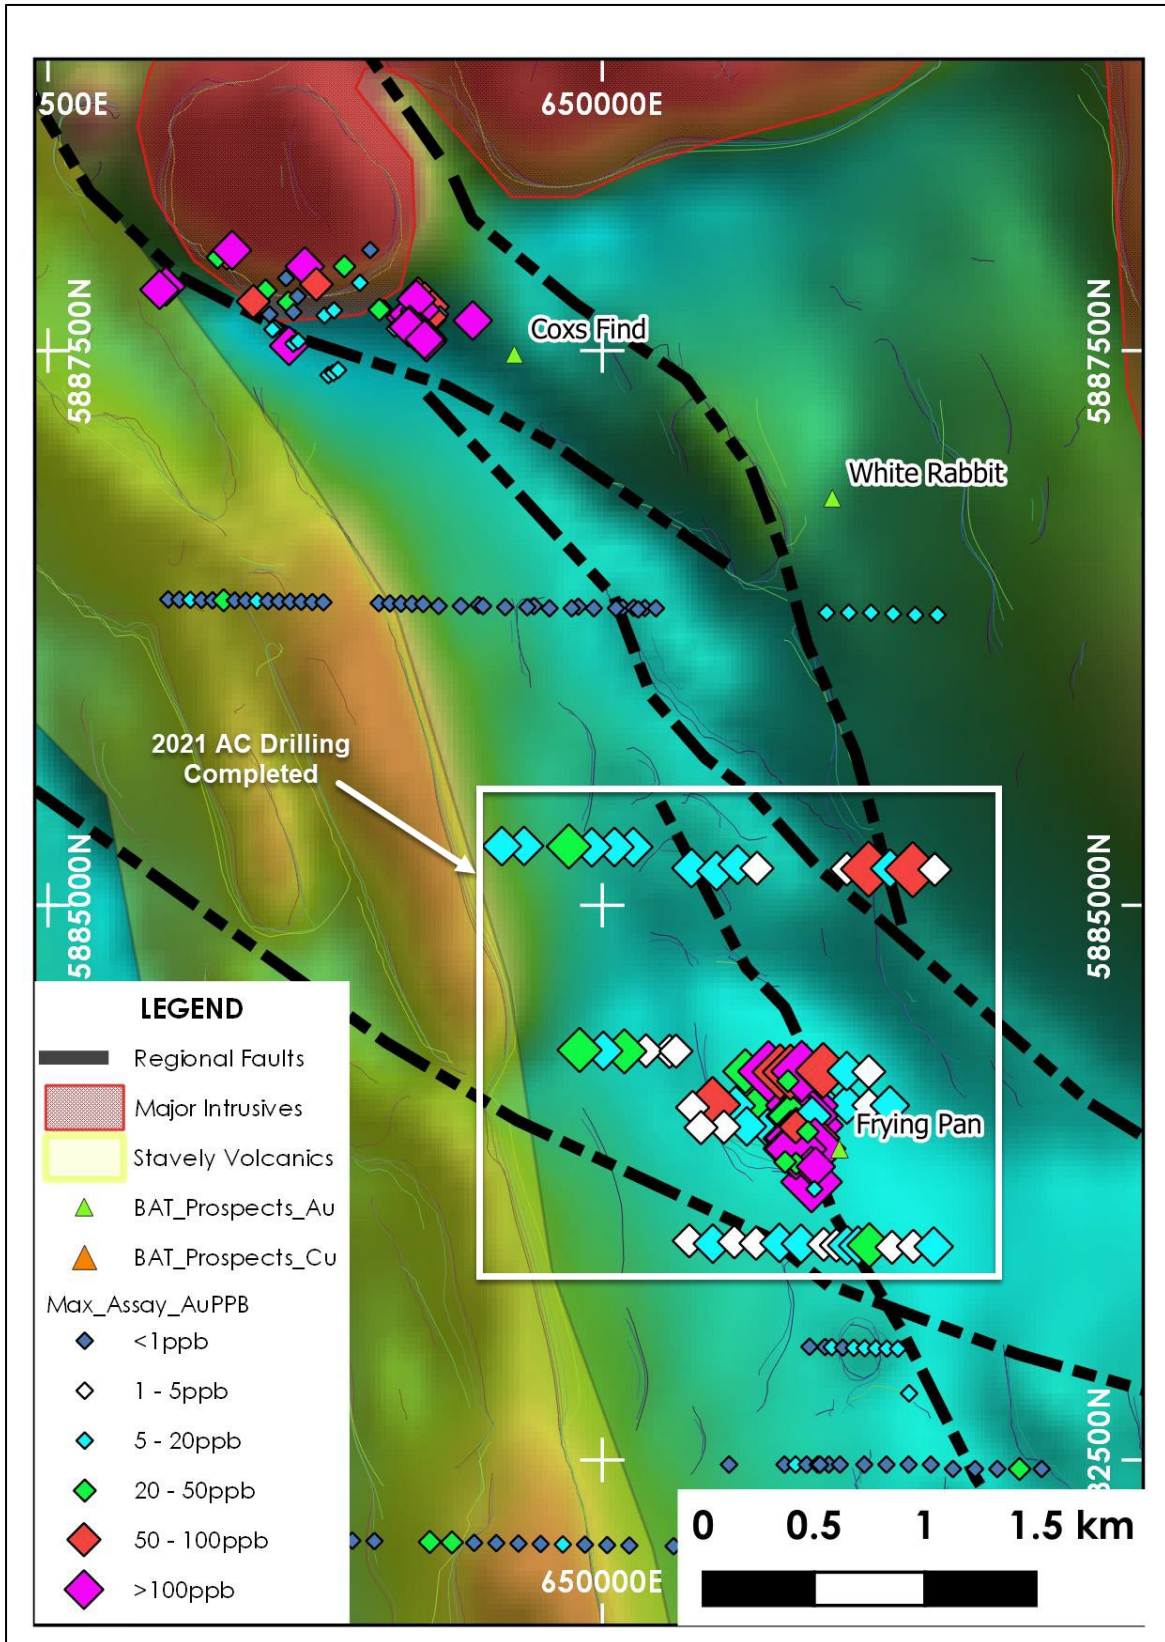 500E
650000E
Coxs Find
5887500N
5887500N
White Rabbit
2021 AC Drilling
Completed
5885000N
5885000N
Frying Pan
LEGEND
Regional Faults
Major Intrusives
Stavely Volcanics
BAT_Prospects_Au
BAT_Prospects_Cu
Max_Assay_AuPPB
<1ppb
1 - 5ppb
5 - 20ppb
20 - 50ppb
50 - 100ppb
>100ppb
82500N
650000E
0 0.5 1 1.5 km